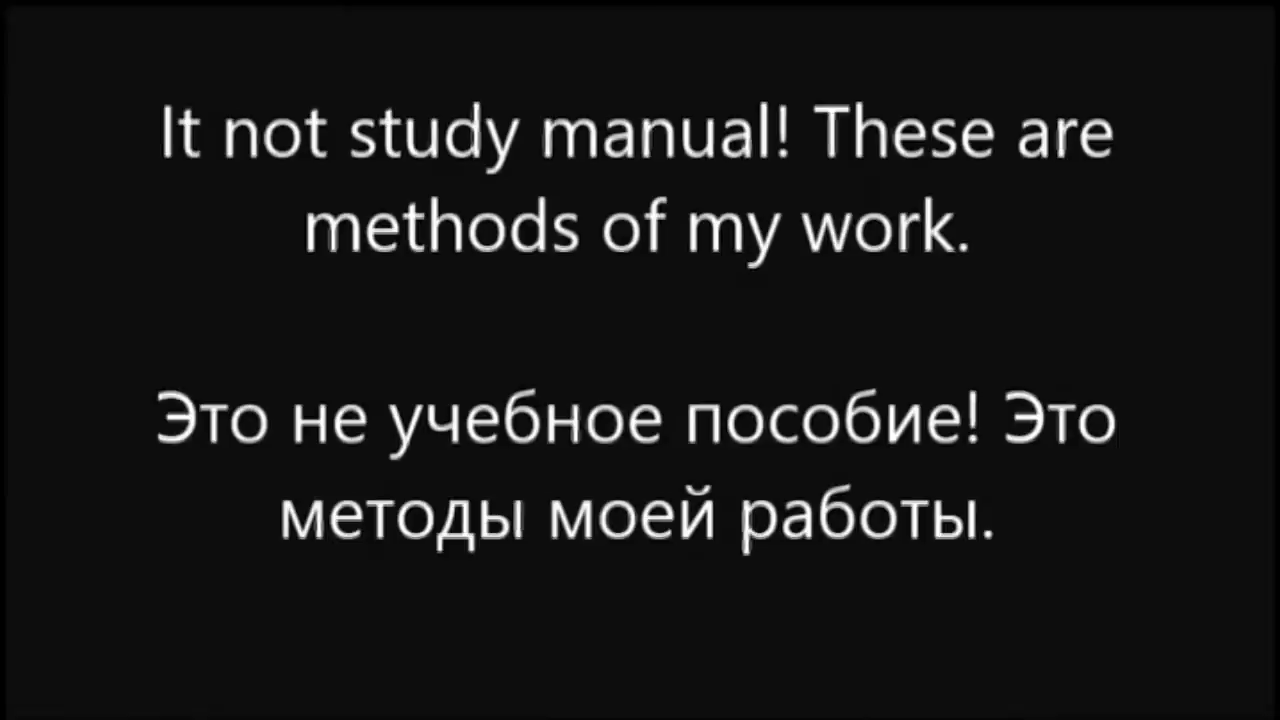 It not study manual! These are
methods of my work.
Это не учебное пособие! Это
методы моей работы.